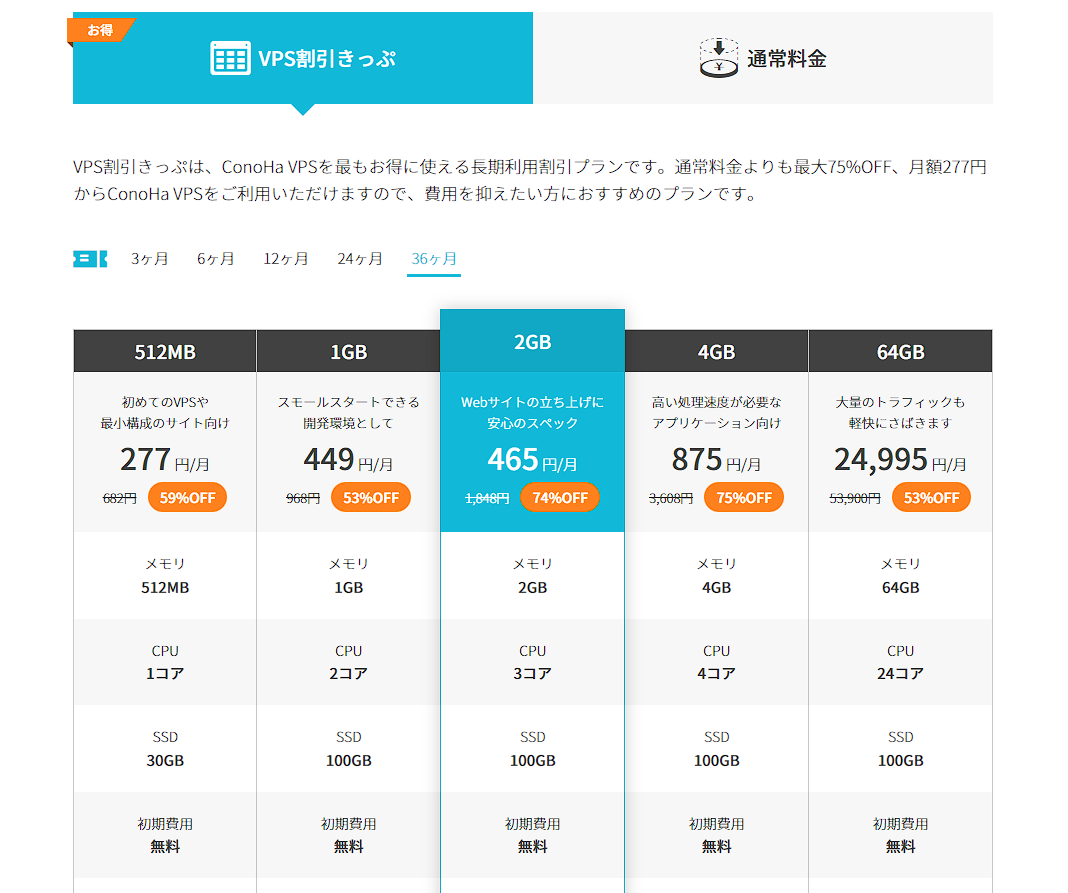 お得
VPS割引きっぷ
通常料金
VPS割引きっぷは、ConoHa VPSを最もお得に使える長期利用割引プランです。通常料金よりも最大75%OFF、月額277円
からConoHa VPSをご利用いただけますので、費用を抑えたい方におすすめのプランです。
3ヶ月 6ヶ月 12ヶ月 24ヶ月 36ヶ月
512MB 1GB 2GB 4GB 64GB
初めてのVPSや スモールスタートできる Webサイトの立ち上げに 高い処理速度が必要な 大量のトラフィックも
最小構成のサイト向け 開発環境として 安心のスペック アプリケーション向け 軽快にさばきます
277円/月 449円/月 465円/月 875円/月 24,995円/月
682円 59%OFF 968円 53%OFF 1,848円 74%OFF 3,608円 75%OFF 53,900円 53%OFF
メモリ メモリ メモリ メモリ メモリ
512MB 1GB 2GB 4GB 64GB
CPU CPU CPU CPU CPU
1コア 2コア 3コア 4コア 24コア
SSD SSD SSD SSD SSD
30GB 100GB 100GB 100GB 100GB
初期費用 初期費用 初期費用 初期費用 初期費用
無料 無料 無料 無料 無料